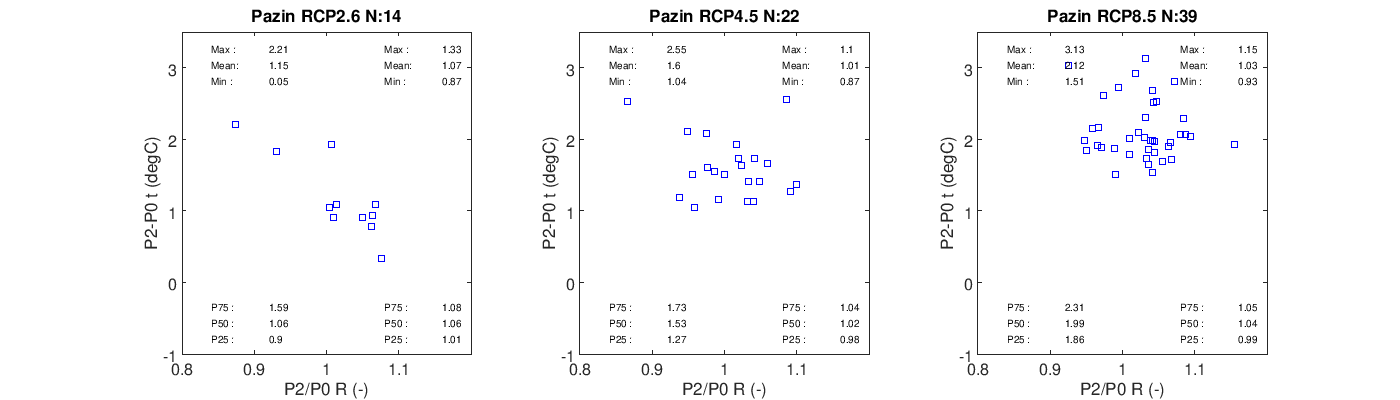 Pazin RCP2.6 N:14
Max : 2.21 Max : 1.33
Mean: 1.15 Mean: 1.07
Min : 0.05 Min : 0.87
3
2
1
0
-1
P2-P0 t (degC)
P75 : 1.59 P75 : 1.08
P50 : 1.06 P50 : 1.06
P25 : 0.9 P25 : 1.01
0.8 0.9 1 1.1
P2/P0 R (-)
Pazin RCP4.5 N:22
Max : 2.55 Max : 1.1
Mean: 1.6 Mean: 1.01
Min : 1.04 Min : 0.87
3
2
1
0
-1
P2-P0 t (degC)
P75 : 1.73 P75 : 1.04
P50 : 1.53 P50 : 1.02
P25 : 1.27 P25 : 0.98
0.8 0.9 1 1.1
P2/P0 R (-)
Pazin RCP8.5 N:39
Max : 3.13 Max : 1.15
Mean: 2.12 Mean: 1.03
Min : 1.51 Min : 0.93
3
2
1
0
-1
P2-P0 t (degC)
P75 : 2.31 P75 : 1.05
P50 : 1.99 P50 : 1.04
P25 : 1.86 P25 : 0.99
0.8 0.9 1 1.1
P2/P0 R (-)